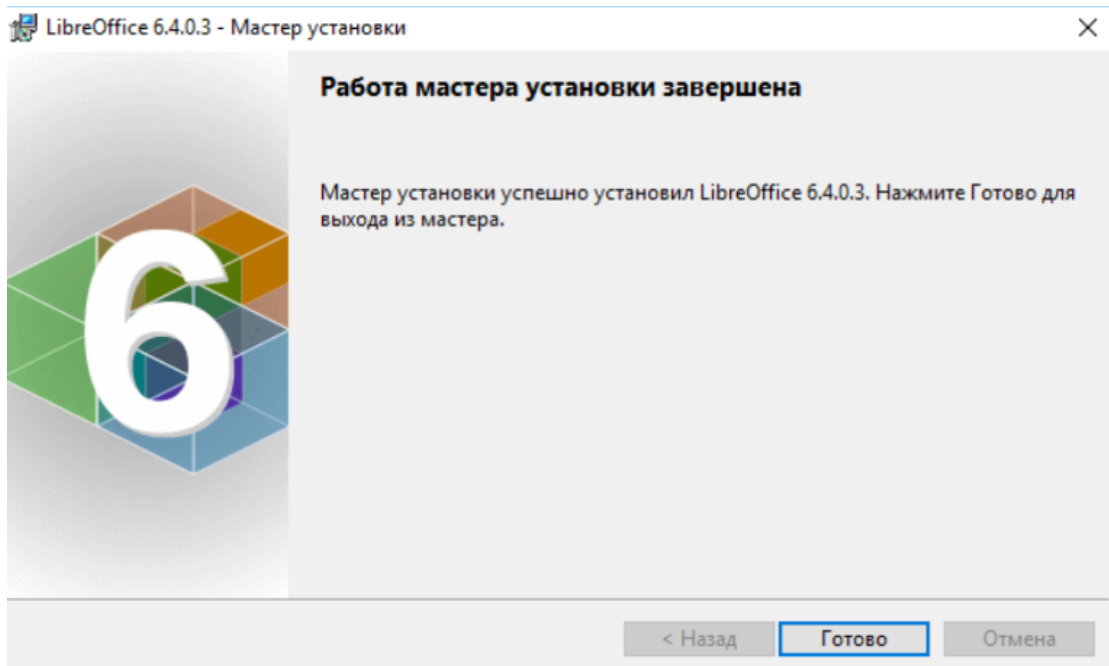 LibreOffice 6.4.0.3 - Мастер установки
Работа мастера установки завершена
Мастер установки успешно установил LibreOffice 6.4.0.3. Нажмите Готово для
выхода из мастера.
6
< Назад Готово Отмена